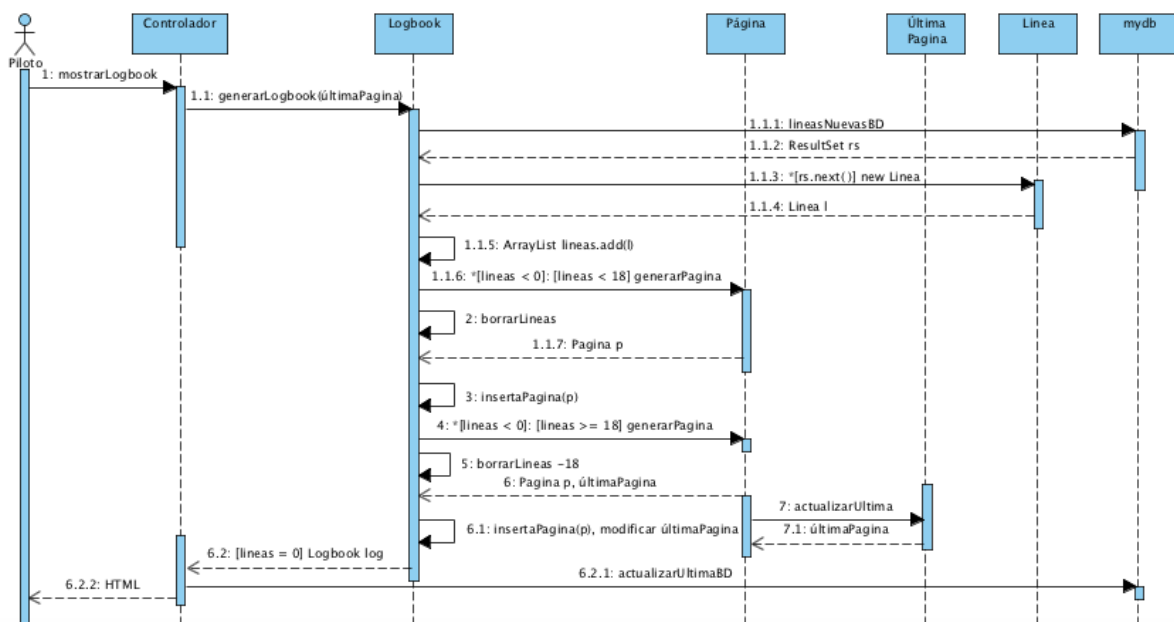 Controlador
Logbook
Página
Última
Pagina
Linea
mydb
Piloto
1: mostrarLogbook
1.1: generarLogbook(últimaPagina)
1.1.1: lineasNuevasBD
1.1.2: ResultSet rs
1.1.3: *[rs.next()] new Linea
1.1.4: Linea l
1.1.5: ArrayList lineas.add(l)
1.1.6: *[lineas < 0]: [lineas < 18] generarPagina
2: borrarLineas
1.1.7: Pagina p
3: insertaPagina(p)
4: *[lineas < 0]: [lineas >= 18] generarPagina
5: borrarLineas -18
6: Pagina p, últimaPagina
7: actualizarUltima
6.1: insertaPagina(p), modificar últimaPagina
7.1: últimaPagina
6.2: [lineas = 0] Logbook log
6.2.1: actualizarUltimaBD
6.2.2: HTML